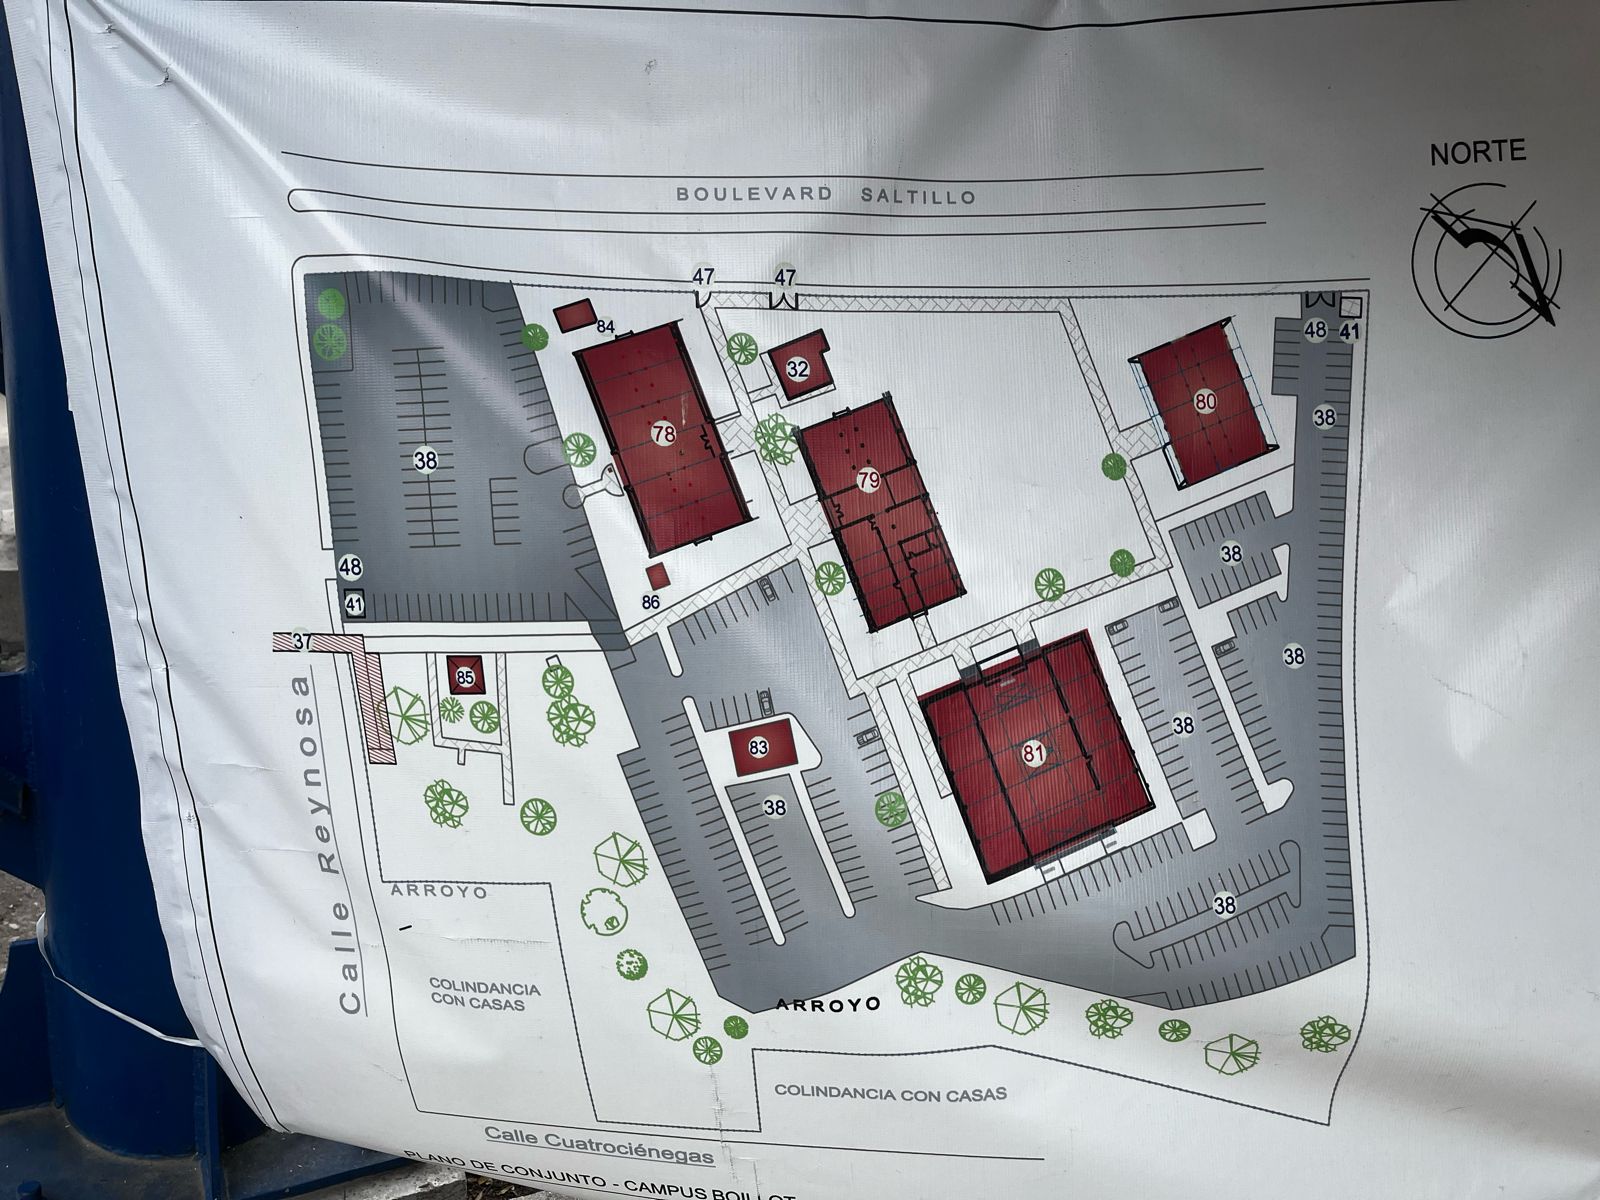 NORTE
BOULEVARD SALTILLO
47
47
84
48
41
32
38
80
78
38
79
38
48
41
86
37
38
85
83
81
38
38
38
38
Calle Reynosa
ARROYO
COLINDANCIA
CON CASAS
ARROYO
COLINDANCIA CON CASAS
Calle Cuatrociénegas
PLANO DE CONJUNTO - CAMPUS